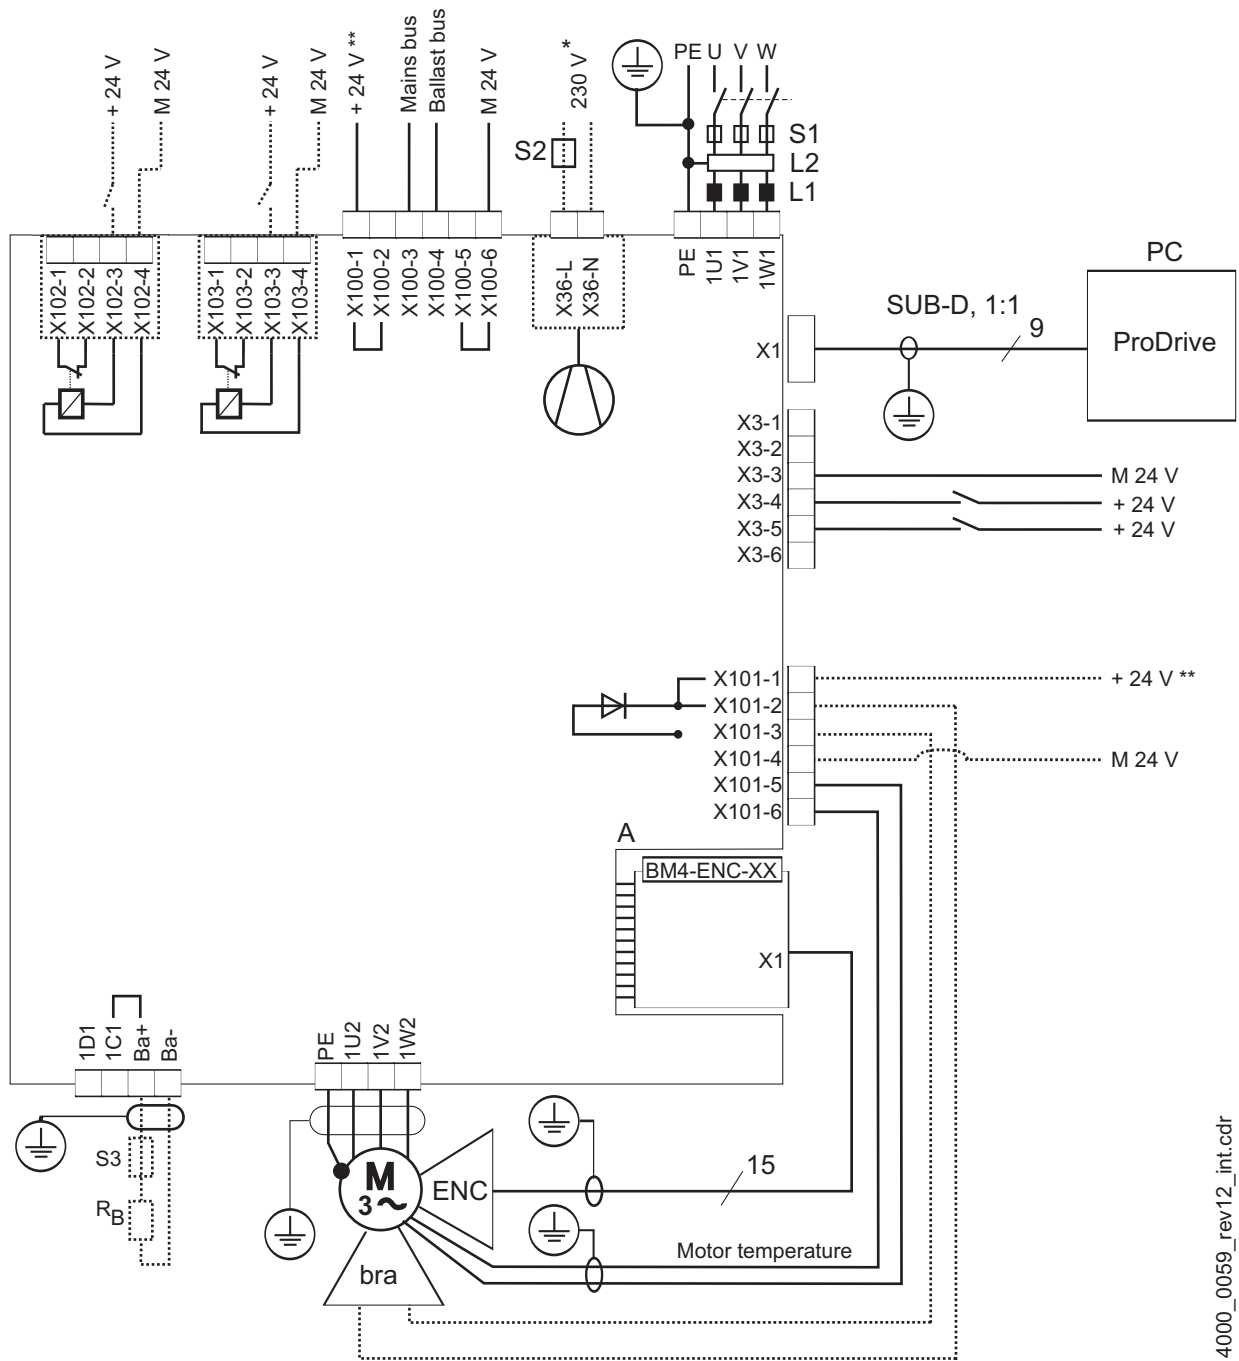 + 24 V
M 24 V
+ 24 V
M 24 V
+ 24 V **
Mains bus
Ballast bus
M 24 V
230 V *
S2
PE U V W
S1
L2
L1
X102-1
X102-2
X102-3
X102-4
X103-1
X103-2
X103-3
X103-4
X100-1
X100-2
X100-3
X100-4
X100-5
X100-6
X36-L
X36-N
PE
1U1
1V1
1W1
PC
SUB-D, 1:1
9
ProDrive
X1
X3-1
X3-2
X3-3
M 24 V
X3-4
+ 24 V
X3-5
+ 24 V
X3-6
X101-1
+ 24 V **
X101-2
X101-3
X101-4
M 24 V
X101-5
X101-6
A
BM4-ENC-XX
X1
1D1
1C1
Ba+
Ba-
PE
1U2
1V2
1W2
S3
RB
M
3
ENC
15
bra
Motor temperature
4000_0059_rev12_int.cdr